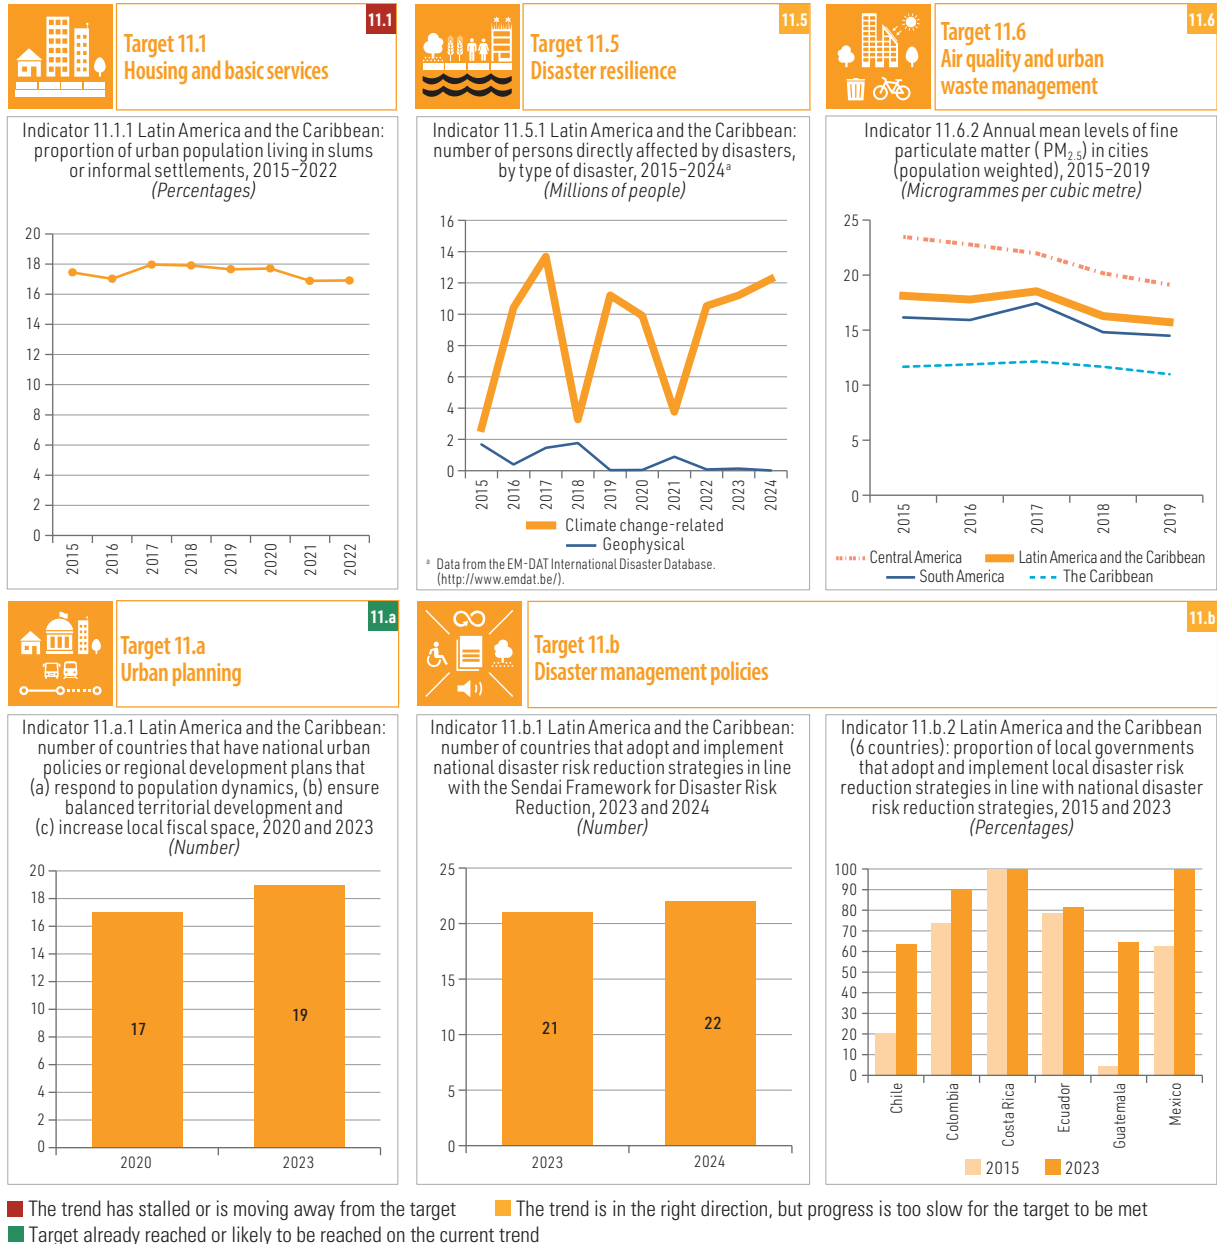 11.1
Target 11.1
Housing and basic services
Indicator 11.1.1 Latin America and the Caribbean:
proportion of urban population living in slums
or informal settlements, 2015–2022
(Percentages)
20
18
16
14
12
10
8
6
4
2
0
2015
2016
2017
2018
2019
2020
2021
2022
11.5
Target 11.5
Disaster resilience
Indicator 11.5.1 Latin America and the Caribbean:
number of persons directly affected by disasters,
by type of disaster, 2015–2024ᵃ
(Millions of people)
16
14
12
10
8
6
4
2
0
2015
2016
2017
2018
2019
2020
2021
2022
2023
2024
Climate change-related
Geophysical
ᵃ Data from the EM-DAT International Disaster Database.
(http://www.emdat.be/).
11.6
Target 11.6
Air quality and urban
waste management
Indicator 11.6.2 Annual mean levels of fine
particulate matter ( PM₂.₅) in cities
(population weighted), 2015–2019
(Microgrammes per cubic metre)
25
20
15
10
5
0
2015
2016
2017
2018
2019
Central America
Latin America and the Caribbean
South America
The Caribbean
11.a
Target 11.a
Urban planning
Indicator 11.a.1 Latin America and the Caribbean:
number of countries that have national urban
policies or regional development plans that
(a) respond to population dynamics, (b) ensure
balanced territorial development and
(c) increase local fiscal space, 2020 and 2023
(Number)
20
18
16
14
12
10
8
6
4
2
0
17
19
2020
2023
11.b
Target 11.b
Disaster management policies
Indicator 11.b.1 Latin America and the Caribbean:
number of countries that adopt and implement
national disaster risk reduction strategies in line
with the Sendai Framework for Disaster Risk
Reduction, 2023 and 2024
(Number)
25
20
15
10
5
0
21
22
2023
2024
Indicator 11.b.2 Latin America and the Caribbean
(6 countries): proportion of local governments
that adopt and implement local disaster risk
reduction strategies in line with national disaster
risk reduction strategies, 2015 and 2023
(Percentages)
100
90
80
70
60
50
40
30
20
10
0
Chile
Colombia
Costa Rica
Ecuador
Guatemala
Mexico
2015
2023
The trend has stalled or is moving away from the target
The trend is in the right direction, but progress is too slow for the target to be met
Target already reached or likely to be reached on the current trend